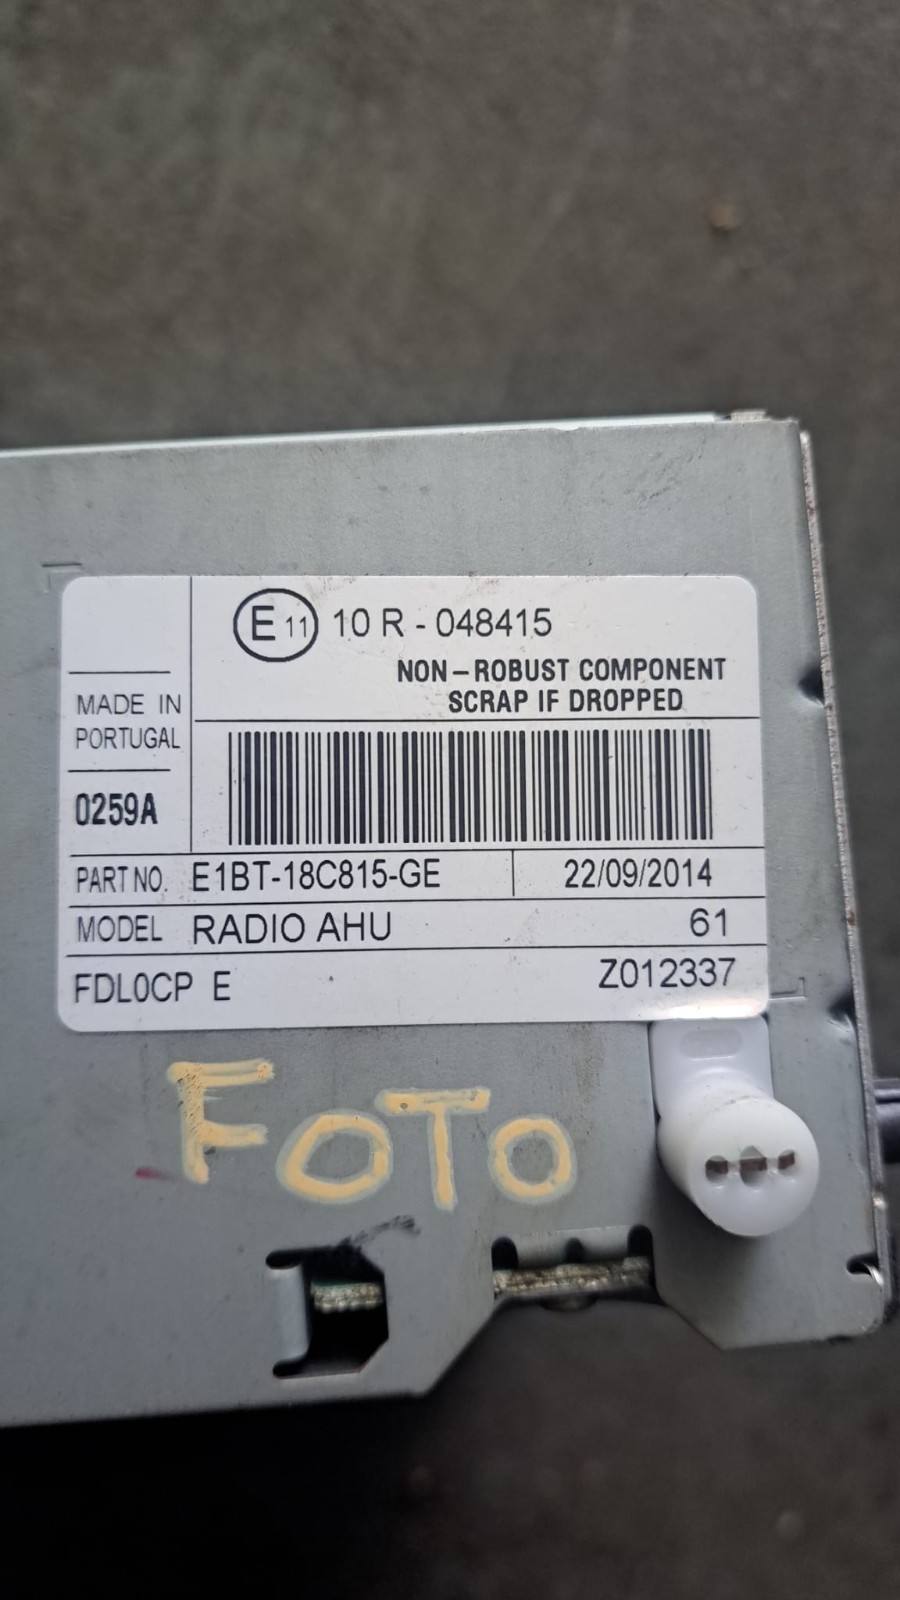 E 11 10 R - 048415
NON-ROBUST COMPONENT
SCRAP IF DROPPED
MADE IN
PORTUGAL
0259A
PART NO. E1BT-18C815-GE 22/09/2014
MODEL RADIO AHU 61
FDL0CP E Z012337
FOTO